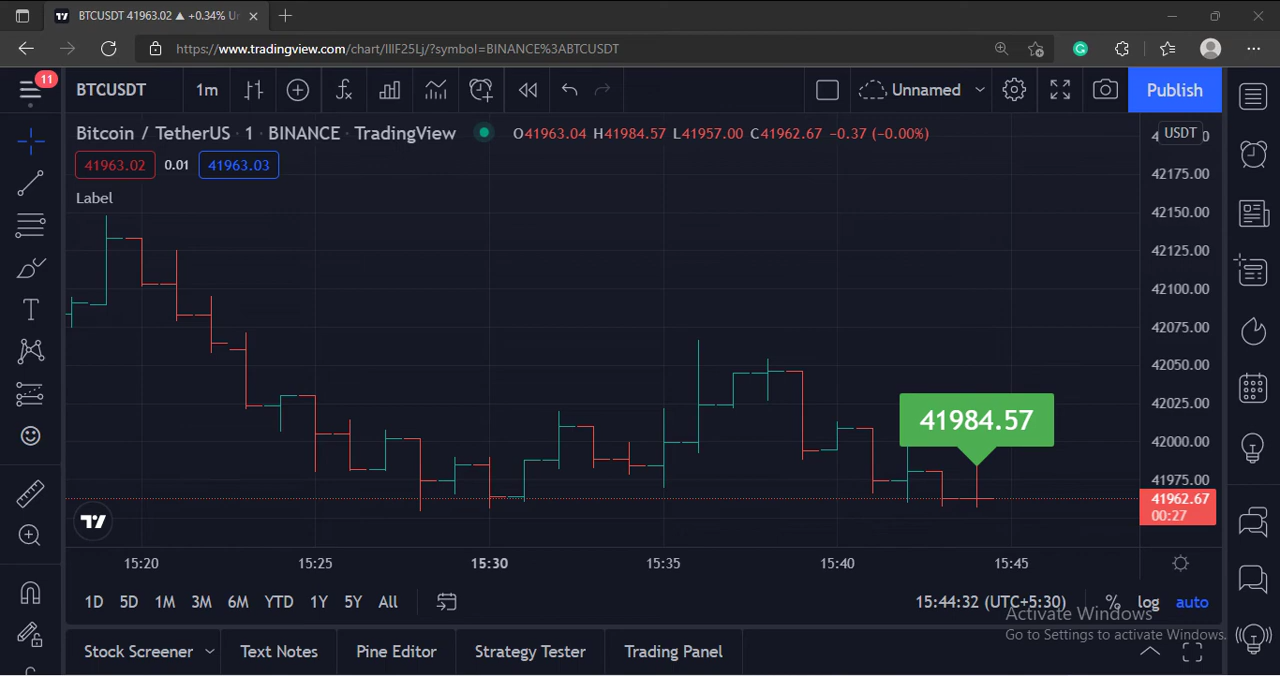 BTCUSDT 41963.02 ▲ +0.34% Un
https://www.tradingview.com/chart/IIIF25Lj/?symbol=BINANCE%3ABTCUSDT
11
BTCUSDT 1m Unnamed Publish
Bitcoin / TetherUS · 1 · BINANCE · TradingView O41963.04 H41984.57 L41957.00 C41962.67 −0.37 (−0.00%)
USDT
41963.02 0.01 41963.03
42175.00
Label
42150.00
42125.00
42100.00
42075.00
42050.00
42025.00
41984.57
42000.00
41975.00
41962.67
00:27
15:20 15:25 15:30 15:35 15:40 15:45
1D 5D 1M 3M 6M YTD 1Y 5Y All 15:44:32 (UTC+5:30) % log auto
Activate Windows
Go to Settings to activate Windows.
Stock Screener Text Notes Pine Editor Strategy Tester Trading Panel